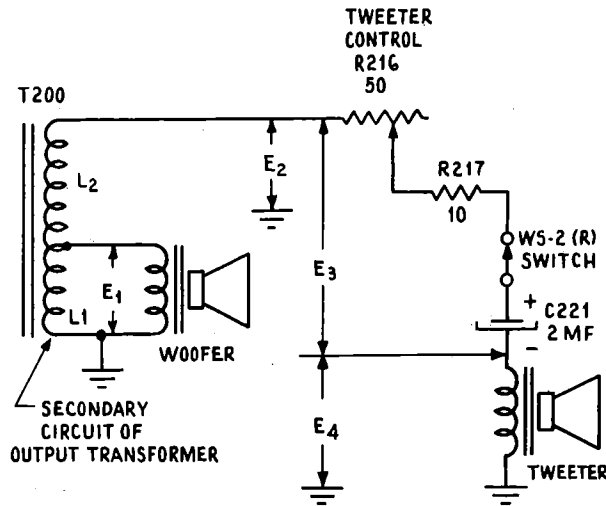 TWEETER
CONTROL
R216
50
T200
L2
E2
R217
10
WS-2 (R)
SWITCH
E1
E3
L1
WOOFER
+
C221
2 MF
-
SECONDARY
CIRCUIT OF
OUTPUT TRANSFORMER
E4
TWEETER